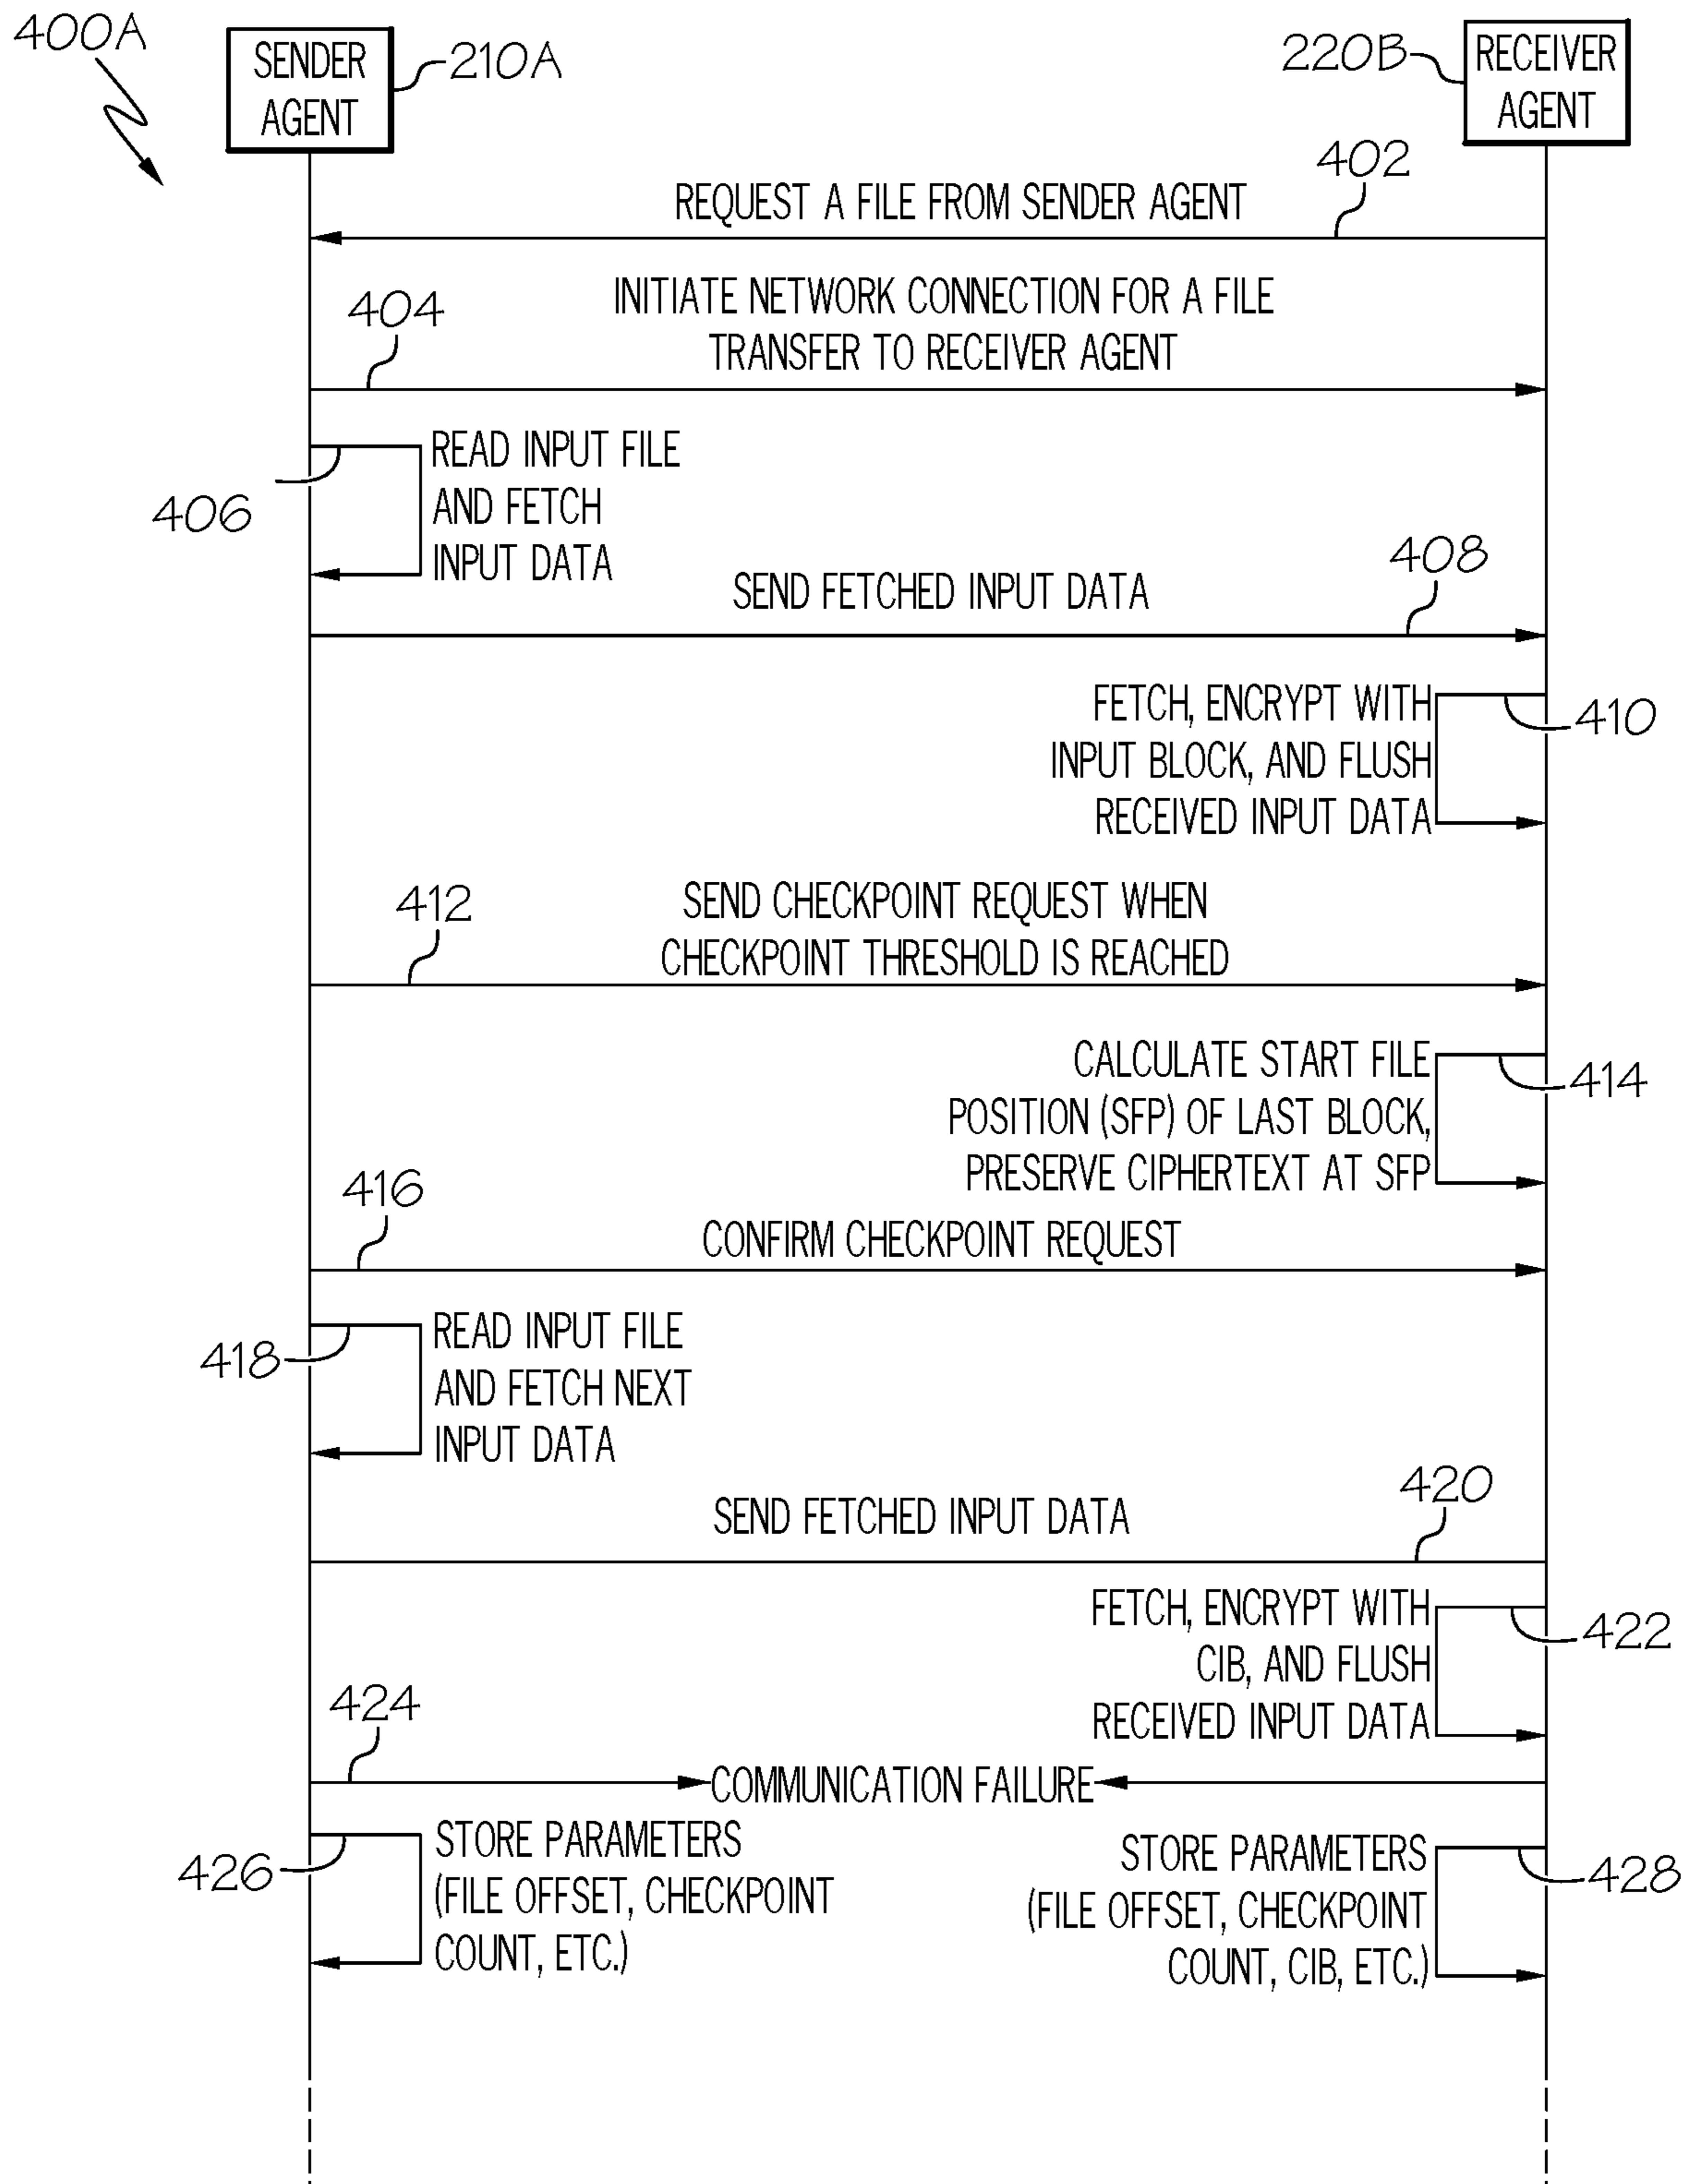 400A
SENDER
AGENT
210A
220B
RECEIVER
AGENT
402
REQUEST A FILE FROM SENDER AGENT
404
INITIATE NETWORK CONNECTION FOR A FILE
TRANSFER TO RECEIVER AGENT
406
READ INPUT FILE
AND FETCH
INPUT DATA
408
SEND FETCHED INPUT DATA
FETCH, ENCRYPT WITH
INPUT BLOCK, AND FLUSH
RECEIVED INPUT DATA
410
412
SEND CHECKPOINT REQUEST WHEN
CHECKPOINT THRESHOLD IS REACHED
CALCULATE START FILE
POSITION (SFP) OF LAST BLOCK,
PRESERVE CIPHERTEXT AT SFP
414
416
CONFIRM CHECKPOINT REQUEST
418
READ INPUT FILE
AND FETCH NEXT
INPUT DATA
420
SEND FETCHED INPUT DATA
FETCH, ENCRYPT WITH
CIB, AND FLUSH
RECEIVED INPUT DATA
422
424
COMMUNICATION FAILURE
426
STORE PARAMETERS
(FILE OFFSET, CHECKPOINT
COUNT, ETC.)
STORE PARAMETERS
(FILE OFFSET, CHECKPOINT
COUNT, CIB, ETC.)
428